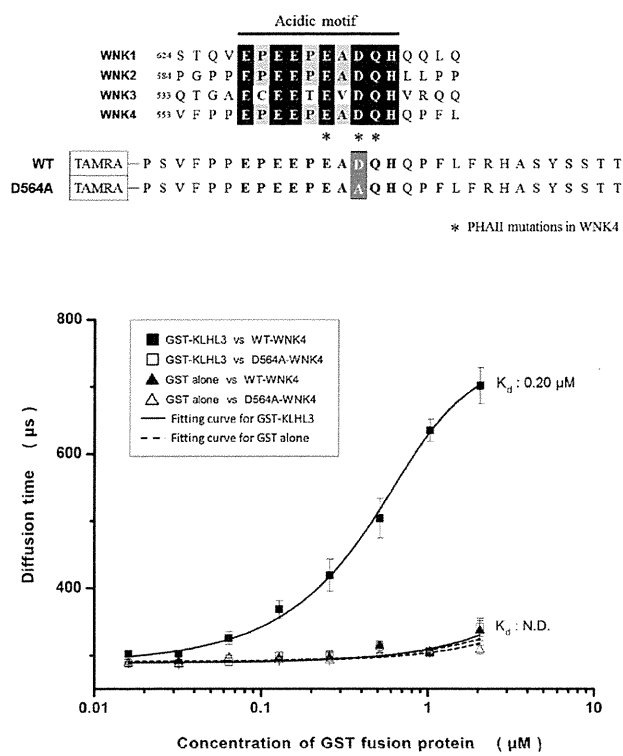 Acidic motif
WNK1 624 S T Q V E P E E P E A D Q H Q Q L Q
WNK2 584 P G P P E P E E P E A D Q H L L P P
WNK3 533 Q T G A E C E E T E V D Q H V R Q Q
WNK4 553 V F P P E P E E P E A D Q H Q P F L
* * *
WT TAMRA P S V F P P E P E E P E A D Q H Q P F L F R H A S Y S S T T
D564A TAMRA P S V F P P E P E E P E A A Q H Q P F L F R H A S Y S S T T
* PHAII mutations in WNK4
800
600
400
Diffusion time ( µs )
GST-KLHL3 vs WT-WNK4
GST-KLHL3 vs D564A-WNK4
GST alone vs WT-WNK4
GST alone vs D564A-WNK4
Fitting curve for GST-KLHL3
Fitting curve for GST alone
Kd : 0.20 µM
Kd : N.D.
0.01 0.1 1 10
Concentration of GST fusion protein ( µM )